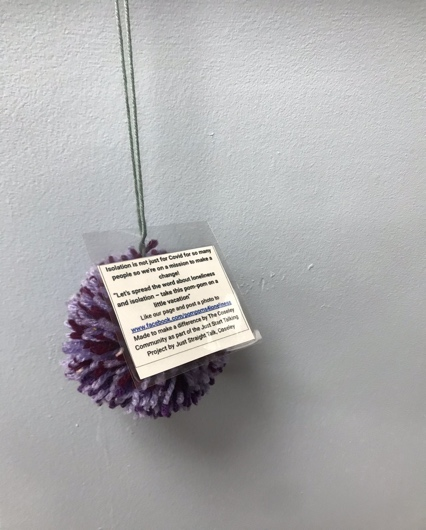 Isolation is not just for Covid for so many
people so we're on a mission to make a
change!
"Let's spread the word about loneliness
and isolation – take this pom-pom on a
little vacation"
Like our page and post a photo to
www.facebook.com/pompoms4loneliness
Made to make a difference by The Coseley
Community as part of the Just Start Talking
Project by Just Straight Talk, Coseley